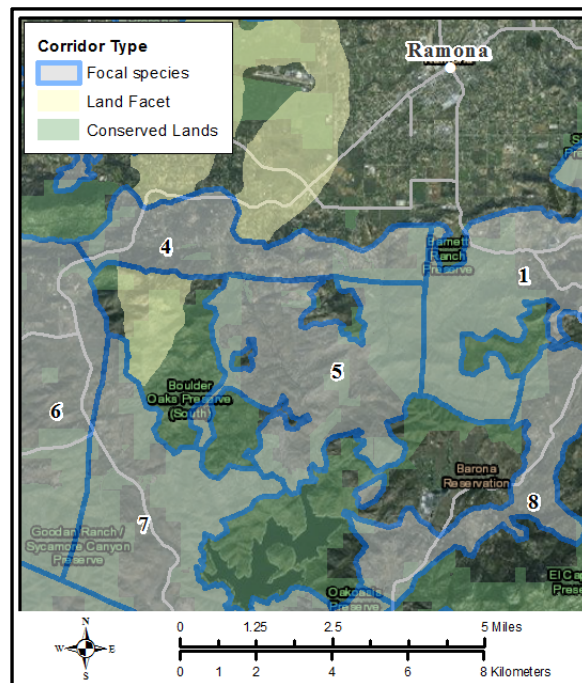 Corridor Type
Focal species
Land Facet
Conserved Lands
Ramona
4
Barnett
Ranch
Preserve
1
5
Boulder
Oaks Preserve
(South)
6
Barona
Reservation
8
7
Goodan Ranch /
Sycamore Canyon
Preserve
Oakoasis
Preserve
El Cap
Prese
N
W E
S
0 1.25 2.5 5 Miles
0 1 2 4 6 8 Kilometers